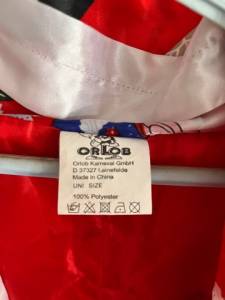 ORLOB
Orlob Karneval GmbH
D 37327 Leinefelde
Made in China
UNI SIZE
100% Polyester